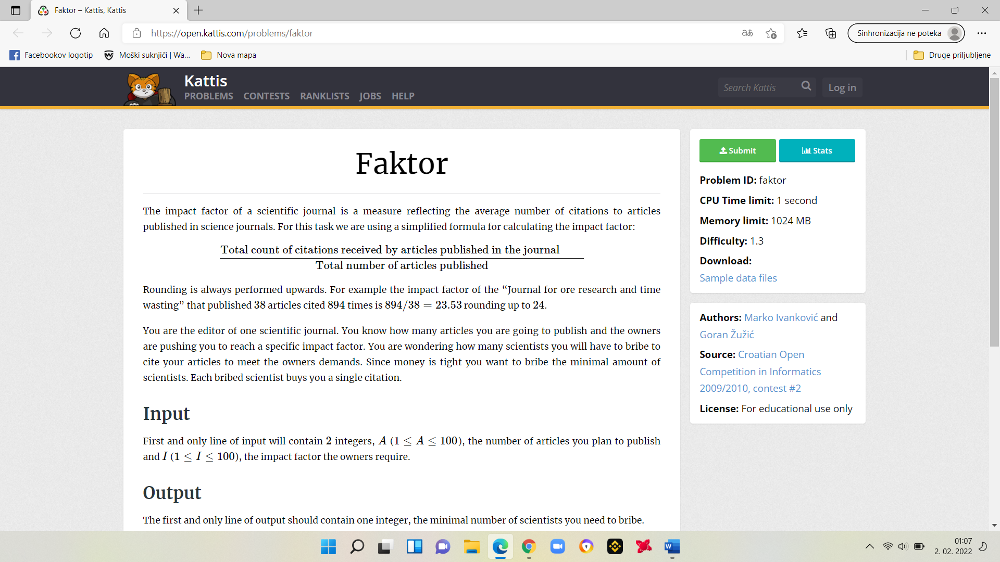 Faktor – Kattis, Kattis
https://open.kattis.com/problems/faktor
aあ
Sinhronizacija ne poteka
Facebookov logotip
Moški suknjiči | Wa...
Nova mapa
Druge priljubljene
Kattis
PROBLEMS CONTESTS RANKLISTS JOBS HELP
Search Kattis
Log in
Faktor
The impact factor of a scientific journal is a measure reflecting the average number of citations to articles
published in science journals. For this task we are using a simplified formula for calculating the impact factor:
Total count of citations received by articles published in the journal
Total number of articles published
Rounding is always performed upwards. For example the impact factor of the “Journal for ore research and time
wasting” that published 38 articles cited 894 times is 894/38 = 23.53 rounding up to 24.
You are the editor of one scientific journal. You know how many articles you are going to publish and the owners
are pushing you to reach a specific impact factor. You are wondering how many scientists you will have to bribe to
cite your articles to meet the owners demands. Since money is tight you want to bribe the minimal amount of
scientists. Each bribed scientist buys you a single citation.
Input
First and only line of input will contain 2 integers, A (1 ≤ A ≤ 100), the number of articles you plan to publish
and I (1 ≤ I ≤ 100), the impact factor the owners require.
Output
The first and only line of output should contain one integer, the minimal number of scientists you need to bribe.
Submit
Stats
Problem ID: faktor
CPU Time limit: 1 second
Memory limit: 1024 MB
Difficulty: 1.3
Download:
Sample data files
Authors: Marko Ivanković and
Goran Žužić
Source: Croatian Open
Competition in Informatics
2009/2010, contest #2
License: For educational use only
01:07
2. 02. 2022